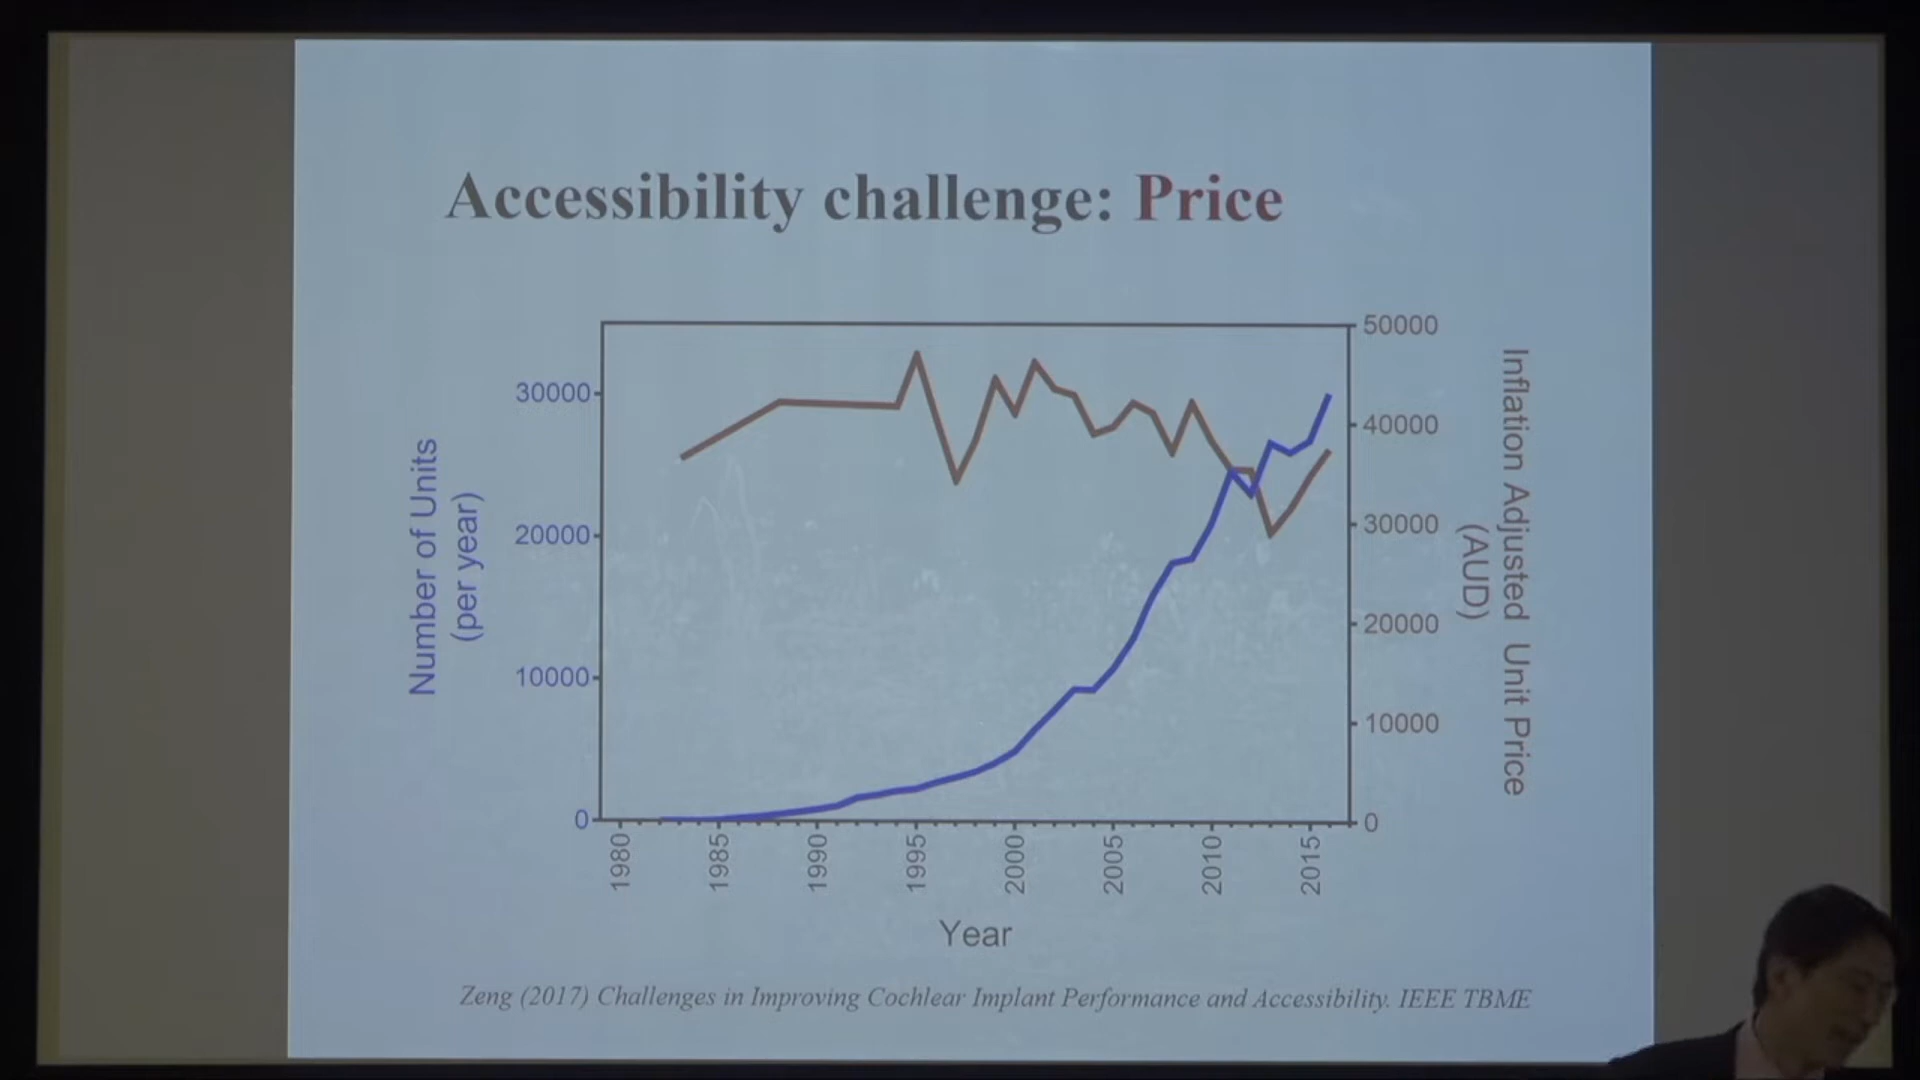 Accessibility challenge: Price
Number of Units
(per year)
30000
20000
10000
0
50000
40000
30000
20000
10000
0
Inflation Adjusted Unit Price
(AUD)
1980
1985
1990
1995
2000
2005
2010
2015
Year
Zeng (2017) Challenges in Improving Cochlear Implant Performance and Accessibility. IEEE TBME